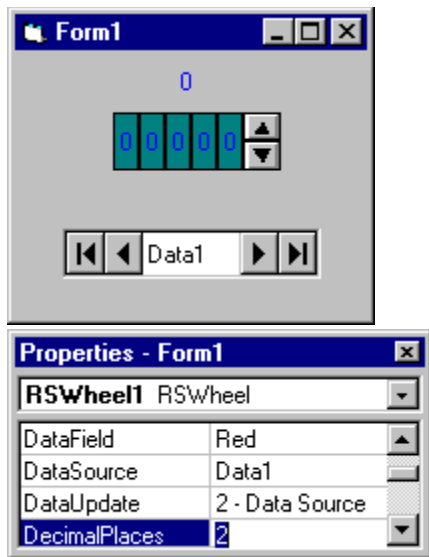 Form1
0
0 0 0 0 0
Data1
Properties - Form1
RSWheel1 RSWheel
DataField Red
DataSource Data1
DataUpdate 2 - Data Source
DecimalPlaces 2